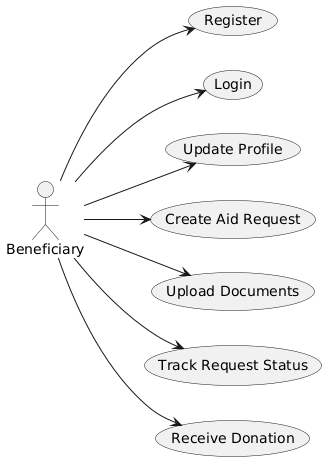 Register
Login
Update Profile
Create Aid Request
Beneficiary
Upload Documents
Track Request Status
Receive Donation